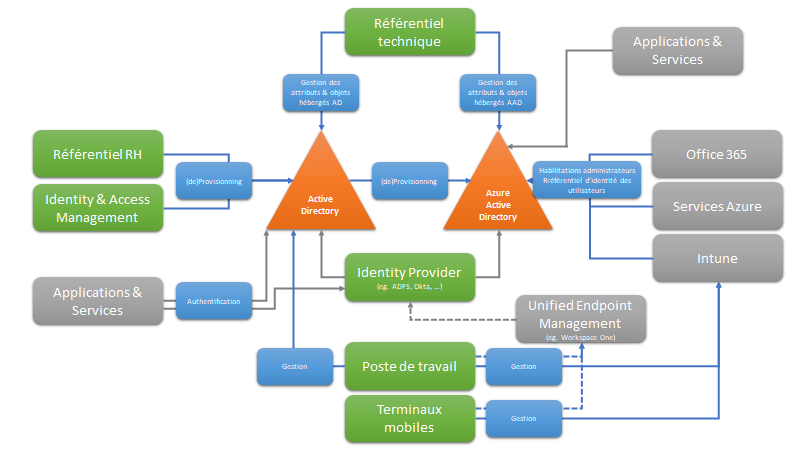 Référentiel
technique
Applications &
Services
Gestion des
attributs & objets
hébergés AD
Gestion des
attributs & objets
hébergés AAD
Référentiel RH
(de)Provisionning
Identity & Access
Management
Active
Directory
(de)Provisionning
Azure
Active
Directory
Habilitations administrateurs
Rréférentiel d'identité des
utilisateurs
Office 365
Services Azure
Intune
Applications &
Services
Authentification
Identity Provider
(eg. ADFS, Okta, ...)
Unified Endpoint
Management
(eg. Workspace One)
Gestion
Poste de travail
Gestion
Terminaux
mobiles
Gestion